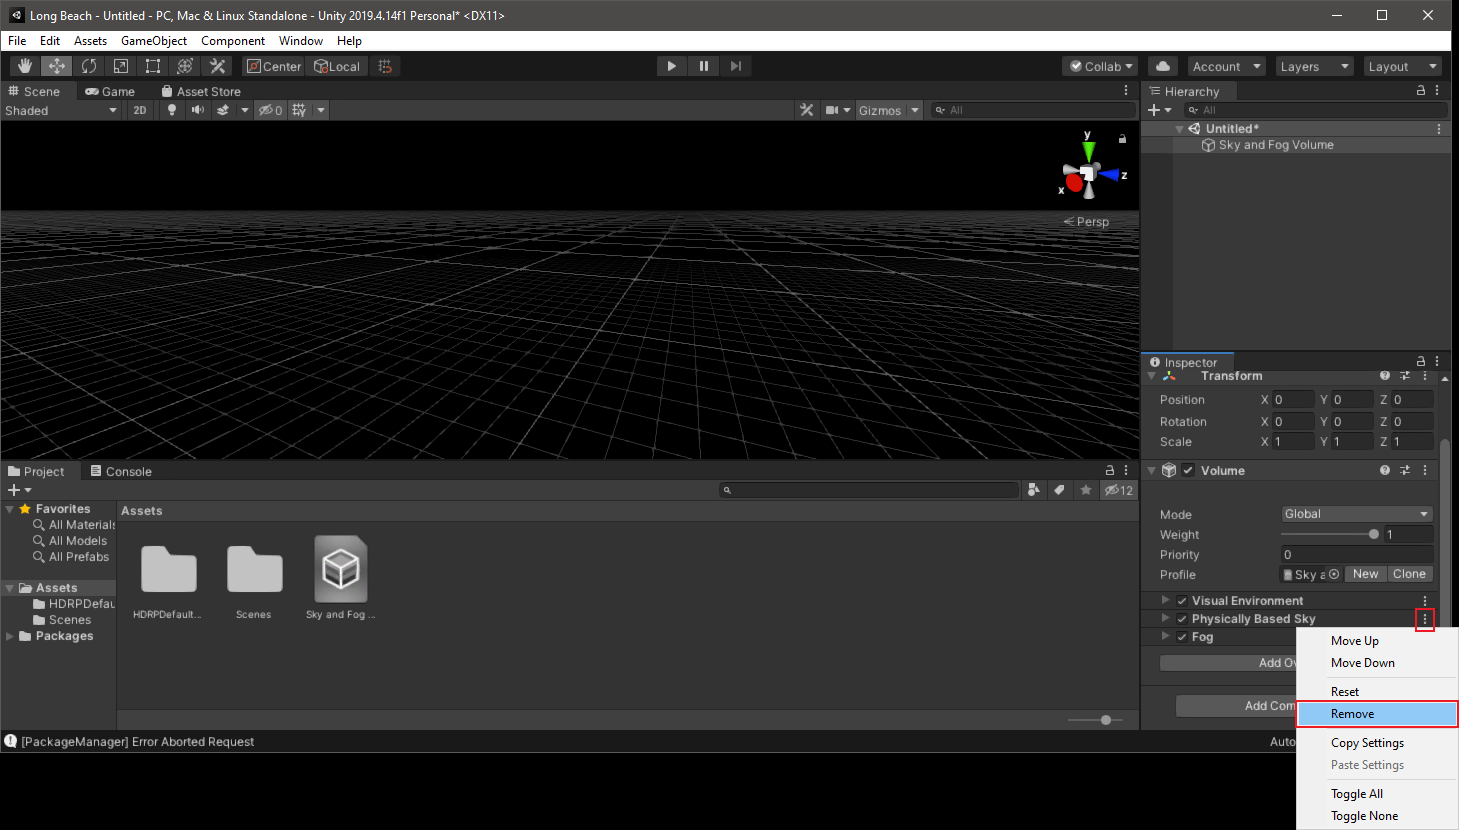 Long Beach - Untitled - PC, Mac & Linux Standalone - Unity 2019.4.14f1 Personal* <DX11>
File Edit Assets GameObject Component Window Help
Center Local Collab Account Layers Layout
Scene Game Asset Store
Shaded 2D 0 Gizmos All
y
z
x
Persp
Hierarchy
All
Untitled*
Sky and Fog Volume
Inspector
Transform
Position X 0 Y 0 Z 0
Rotation X 0 Y 0 Z 0
Scale X 1 Y 1 Z 1
Volume
Mode Global
Weight 1
Priority 0
Profile Sky a New Clone
Visual Environment
Physically Based Sky
Fog
Add Ov
Add Com
Move Up
Move Down
Reset
Remove
Copy Settings
Paste Settings
Toggle All
Toggle None
Project Console
12
Favorites
All Materials
All Models
All Prefabs
Assets
HDRPDefau
Scenes
Packages
Assets
HDRPDefault... Scenes Sky and Fog ...
[PackageManager] Error Aborted Request
Auto